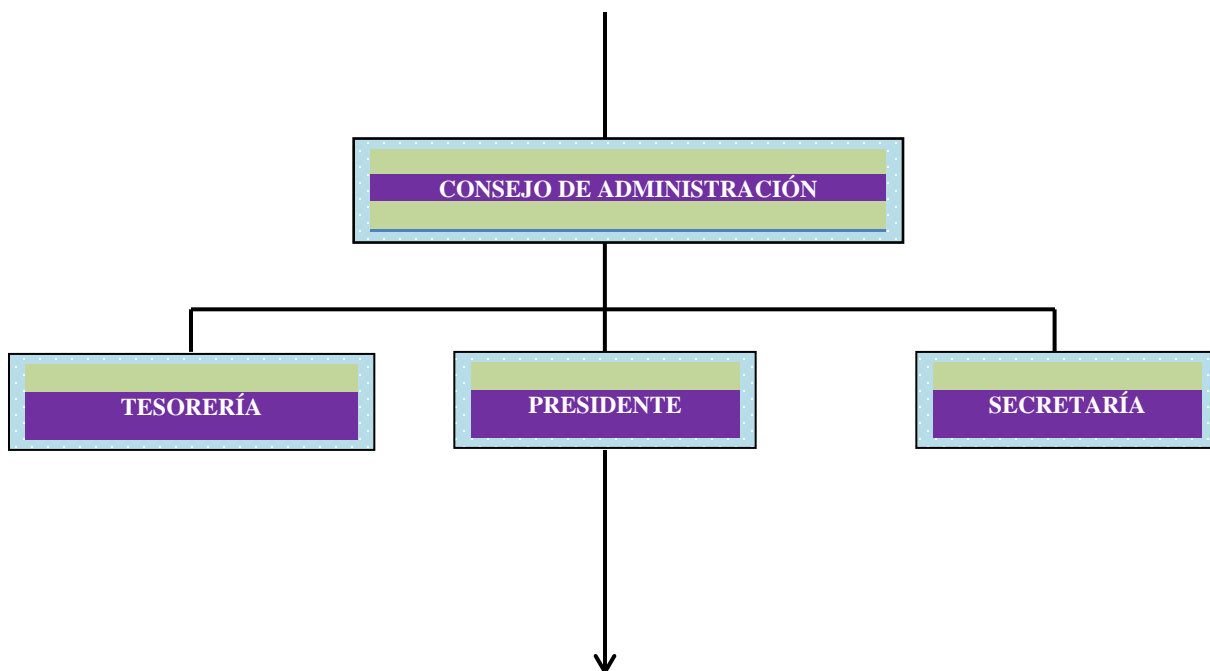 CONSEJO DE ADMINISTRACIÓN
TESORERÍA
PRESIDENTE
SECRETARÍA